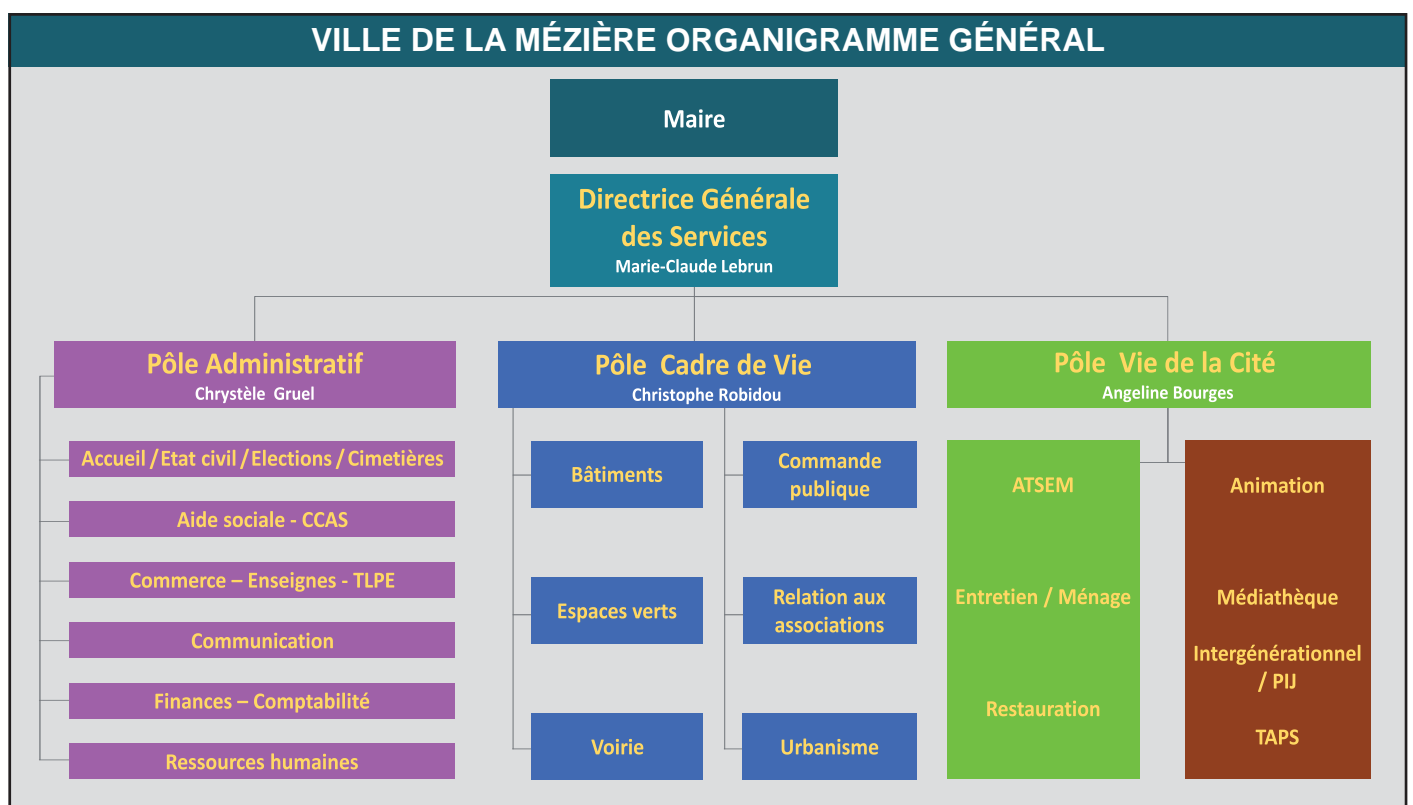 VILLE DE LA MÉZIÈRE ORGANIGRAMME GÉNÉRAL
Maire
Directrice Générale
des Services
Marie-Claude Lebrun
Pôle Administratif
Chrystèle Gruel
Accueil / Etat civil / Elections / Cimetières
Aide sociale - CCAS
Commerce – Enseignes - TLPE
Communication
Finances – Comptabilité
Ressources humaines
Pôle Cadre de Vie
Christophe Robidou
Bâtiments
Espaces verts
Voirie
Commande
publique
Relation aux
associations
Urbanisme
Pôle Vie de la Cité
Angeline Bourges
ATSEM
Entretien / Ménage
Restauration
Animation
Médiathèque
Intergénérationnel
/ PIJ
TAPS